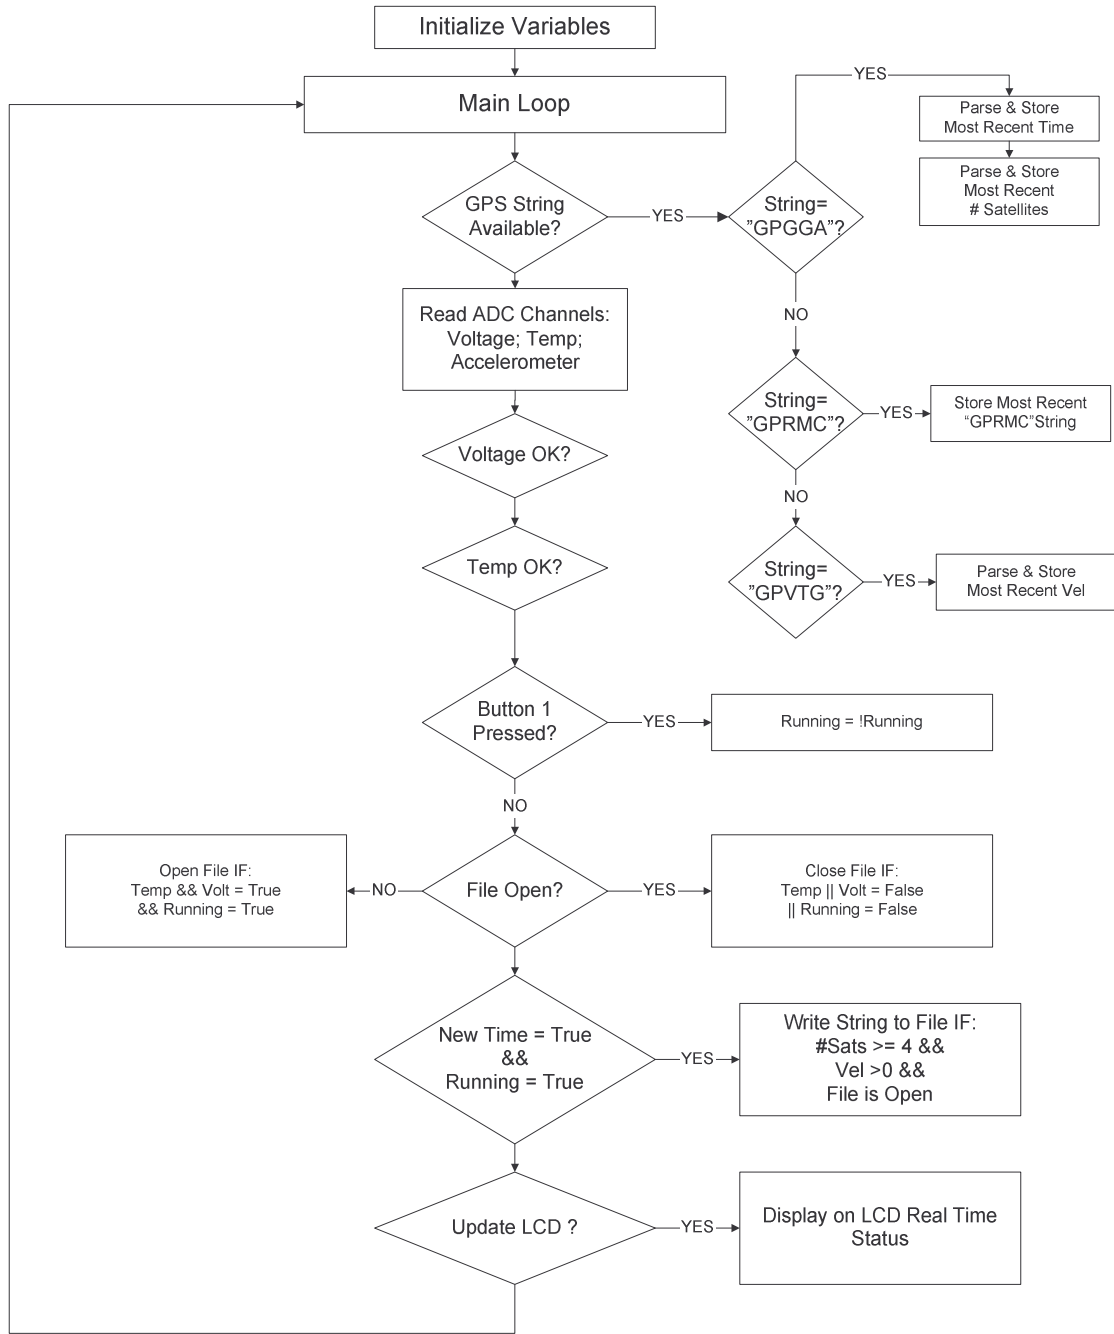 Initialize Variables
Main Loop
YES
Parse & Store
Most Recent Time
Parse & Store
Most Recent
# Satellites
GPS String
Available?
YES
String=
”GPGGA”?
NO
Read ADC Channels:
Voltage; Temp;
Accelerometer
String=
”GPRMC”?
YES
Store Most Recent
“GPRMC”String
Voltage OK?
NO
Temp OK?
String=
”GPVTG”?
YES
Parse & Store
Most Recent Vel
Button 1
Pressed?
YES
Running = !Running
NO
Open File IF:
Temp && Volt = True
&& Running = True
NO
File Open?
YES
Close File IF:
Temp || Volt = False
|| Running = False
New Time = True
&&
Running = True
YES
Write String to File IF:
#Sats >= 4 &&
Vel >0 &&
File is Open
Update LCD ?
YES
Display on LCD Real Time
Status